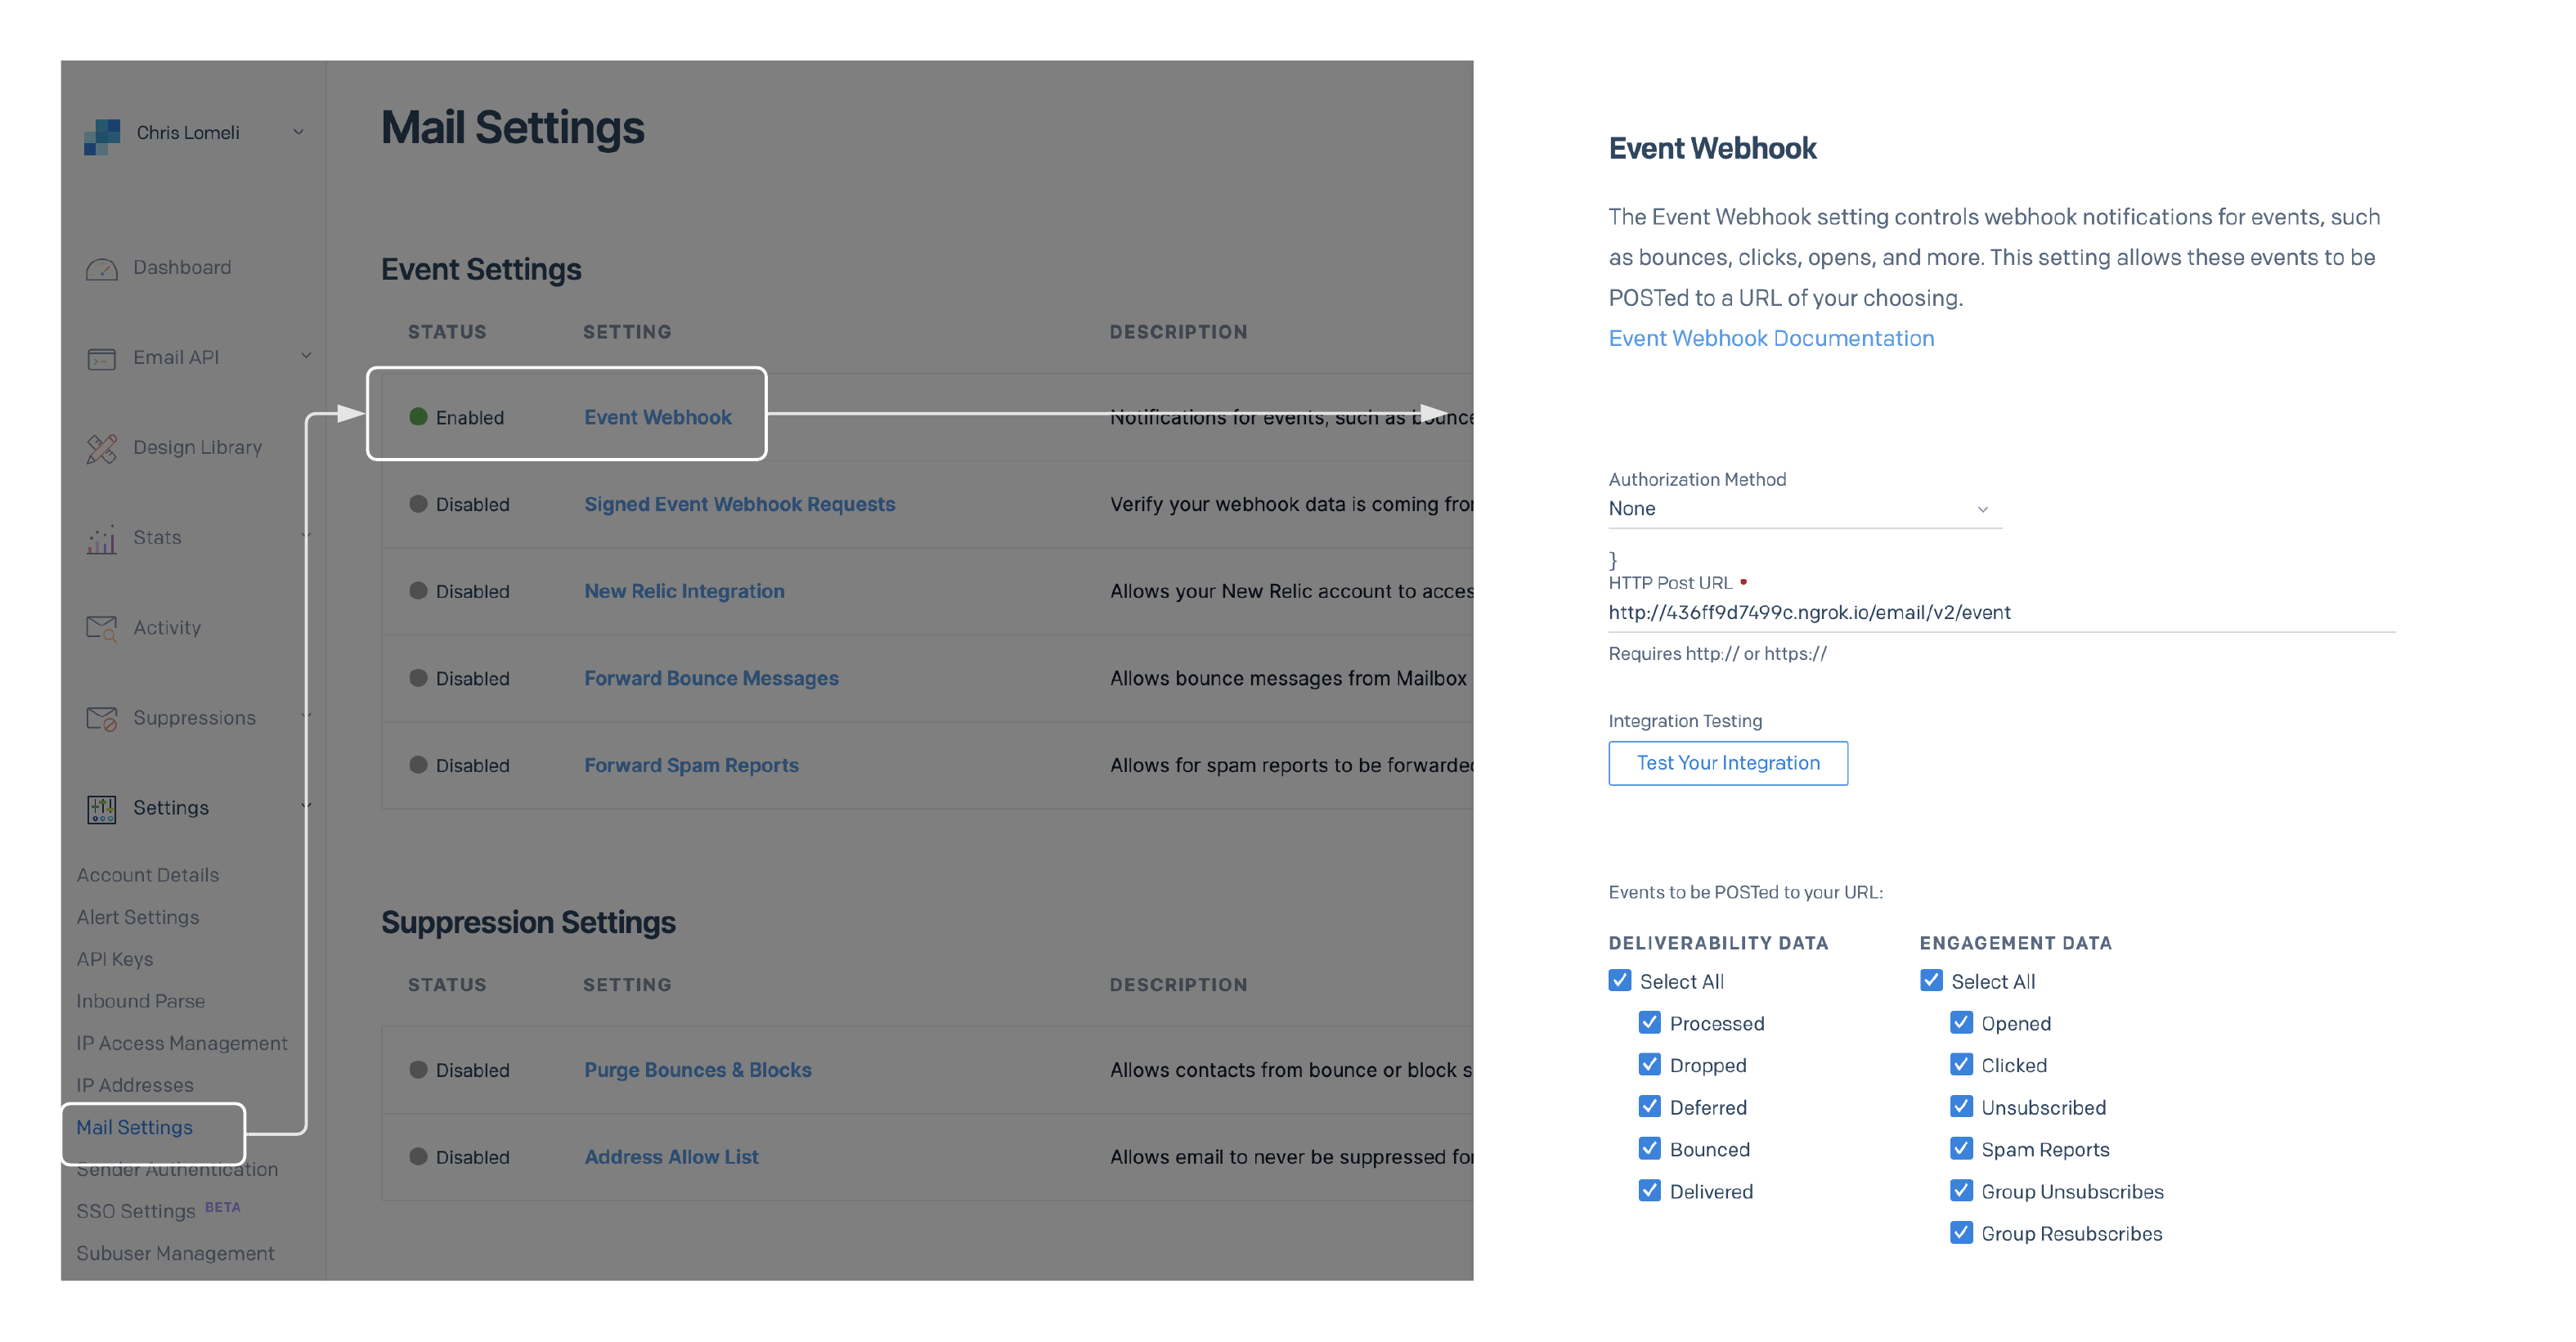 Chris Lomeli
Dashboard
Email API
Design Library
Stats
Activity
Suppressions
Settings
Account Details
Alert Settings
API Keys
Inbound Parse
IP Access Management
IP Addresses
Mail Settings
Sender Authentication
SSO Settings BETA
Subuser Management
Mail Settings
Event Settings
STATUS SETTING DESCRIPTION
Enabled Event Webhook Notifications for events, such as bounce
Disabled Signed Event Webhook Requests Verify your webhook data is coming fro
Disabled New Relic Integration Allows your New Relic account to acces
Disabled Forward Bounce Messages Allows bounce messages from Mailbox
Disabled Forward Spam Reports Allows for spam reports to be forwarde
Suppression Settings
STATUS SETTING DESCRIPTION
Disabled Purge Bounces & Blocks Allows contacts from bounce or block s
Disabled Address Allow List Allows email to never be suppressed for
Event Webhook
The Event Webhook setting controls webhook notifications for events, such
as bounces, clicks, opens, and more. This setting allows these events to be
POSTed to a URL of your choosing.
Event Webhook Documentation
Authorization Method
None
}
HTTP Post URL •
http://436ff9d7499c.ngrok.io/email/v2/event
Requires http:// or https://
Integration Testing
Test Your Integration
Events to be POSTed to your URL:
DELIVERABILITY DATA
Select All
Processed
Dropped
Deferred
Bounced
Delivered
ENGAGEMENT DATA
Select All
Opened
Clicked
Unsubscribed
Spam Reports
Group Unsubscribes
Group Resubscribes